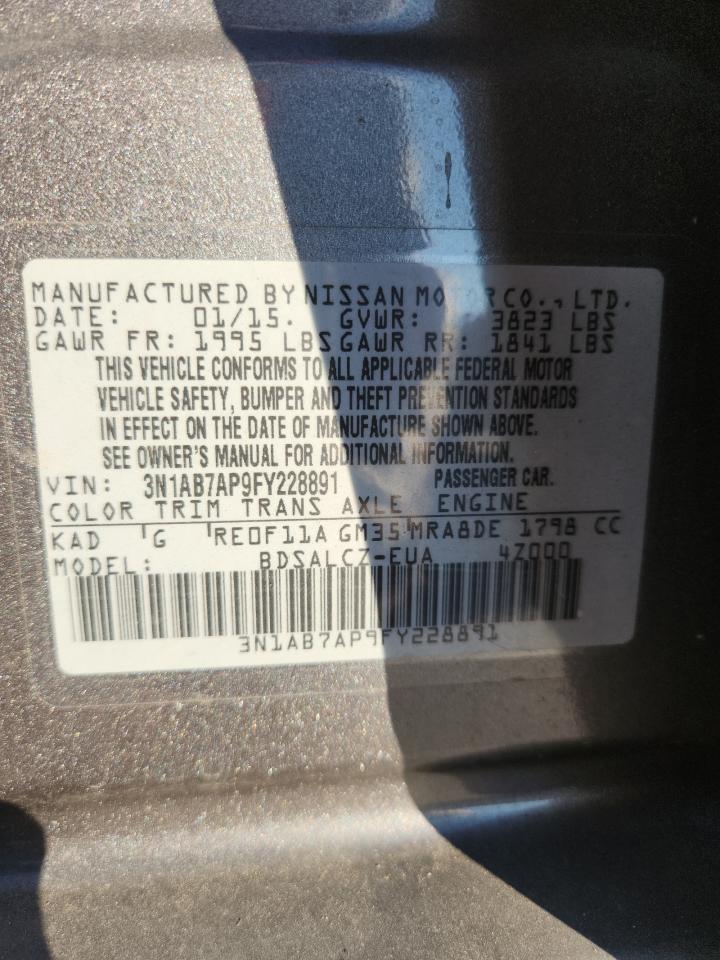 MANUFACTURED BY NISSAN MOTOR CO., LTD.
DATE: 01/15. GVWR: 3823 LBS
GAWR FR: 1995 LBS GAWR RR: 1841 LBS
THIS VEHICLE CONFORMS TO ALL APPLICABLE FEDERAL MOTOR
VEHICLE SAFETY, BUMPER AND THEFT PREVENTION STANDARDS
IN EFFECT ON THE DATE OF MANUFACTURE SHOWN ABOVE.
SEE OWNER'S MANUAL FOR ADDITIONAL INFORMATION.
VIN: 3N1AB7AP9FY228891 PASSENGER CAR.
COLOR TRIM TRANS AXLE ENGINE
KAD G RE0F11A GM35 MRA8DE 1798 CC
MODEL: BDSALCZ-EUA 4Z000
3N1AB7AP9FY228891